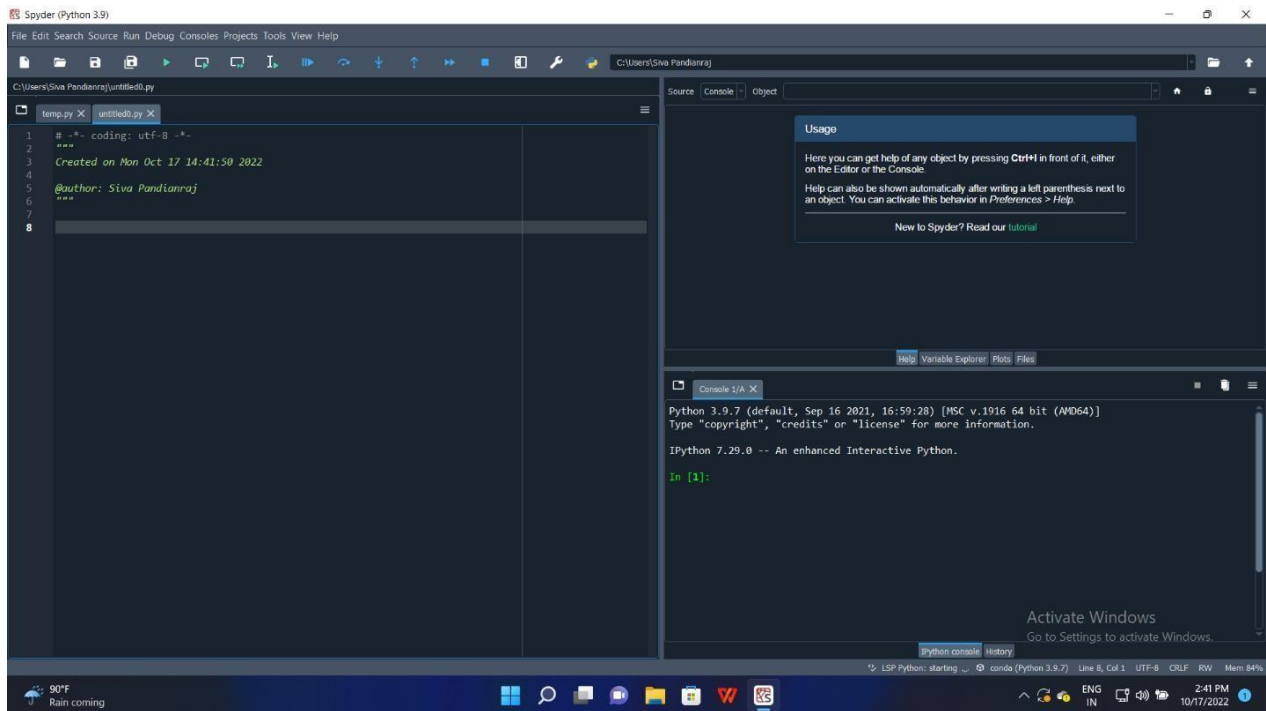 Spyder (Python 3.9)
File Edit Search Source Run Debug Consoles Projects Tools View Help
C:\Users\Siva Pandianraj
C:\Users\Siva Pandianraj\untitled0.py
temp.py
untitled0.py
1 # -*- coding: utf-8 -*-
2 """
3 Created on Mon Oct 17 14:41:50 2022
4
5 @author: Siva Pandianraj
6 """
7
8
Source Console Object
Usage
Here you can get help of any object by pressing Ctrl+I in front of it, either
on the Editor or the Console.
Help can also be shown automatically after writing a left parenthesis next to
an object. You can activate this behavior in Preferences > Help.
New to Spyder? Read our tutorial
Help Variable Explorer Plots Files
Console 1/A
Python 3.9.7 (default, Sep 16 2021, 16:59:28) [MSC v.1916 64 bit (AMD64)]
Type "copyright", "credits" or "license" for more information.
IPython 7.29.0 -- An enhanced Interactive Python.
In [1]:
Activate Windows
Go to Settings to activate Windows.
IPython console History
LSP Python: starting conda (Python 3.9.7) Line 8, Col 1 UTF-8 CRLF RW Mem 84%
90°F
Rain coming
ENG
IN
2:41 PM
10/17/2022
1